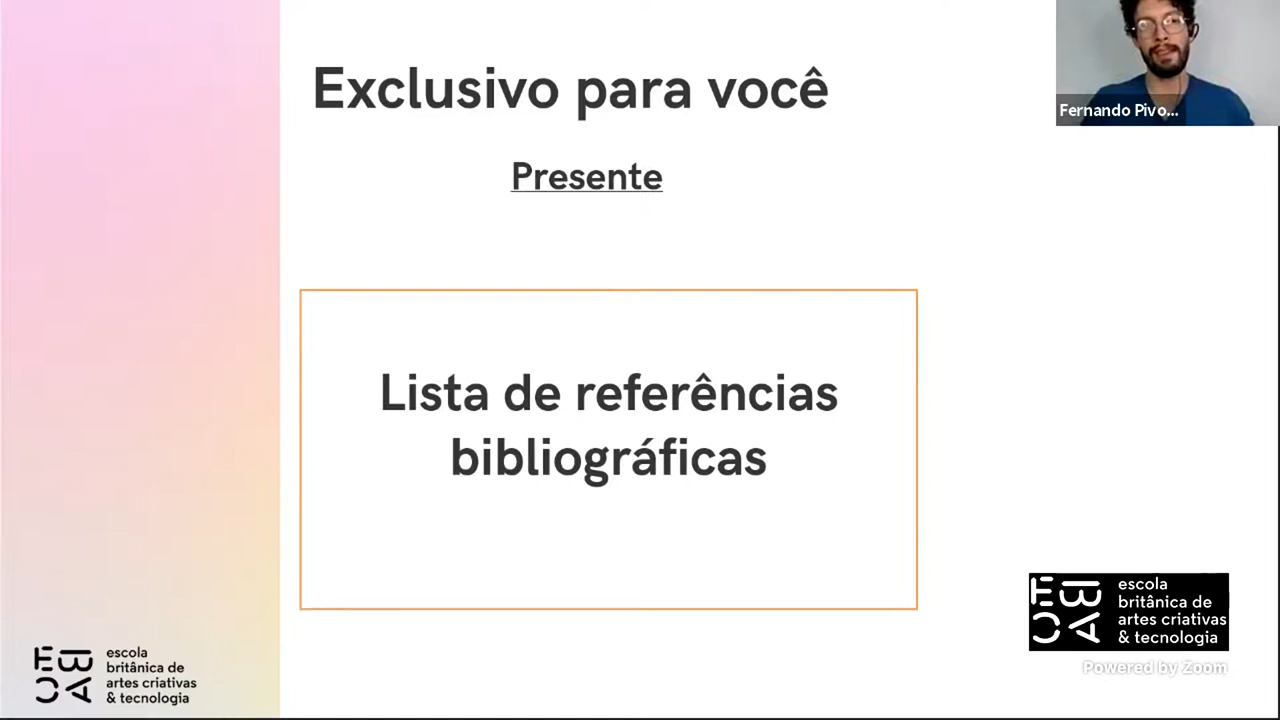 Exclusivo para você
Fernando Pivo...
Presente
Lista de referências
bibliográficas
escola
britânica de
artes criativas
& tecnologia
Powered by Zoom
EBAC
escola
britânica de
artes criativas
& tecnologia